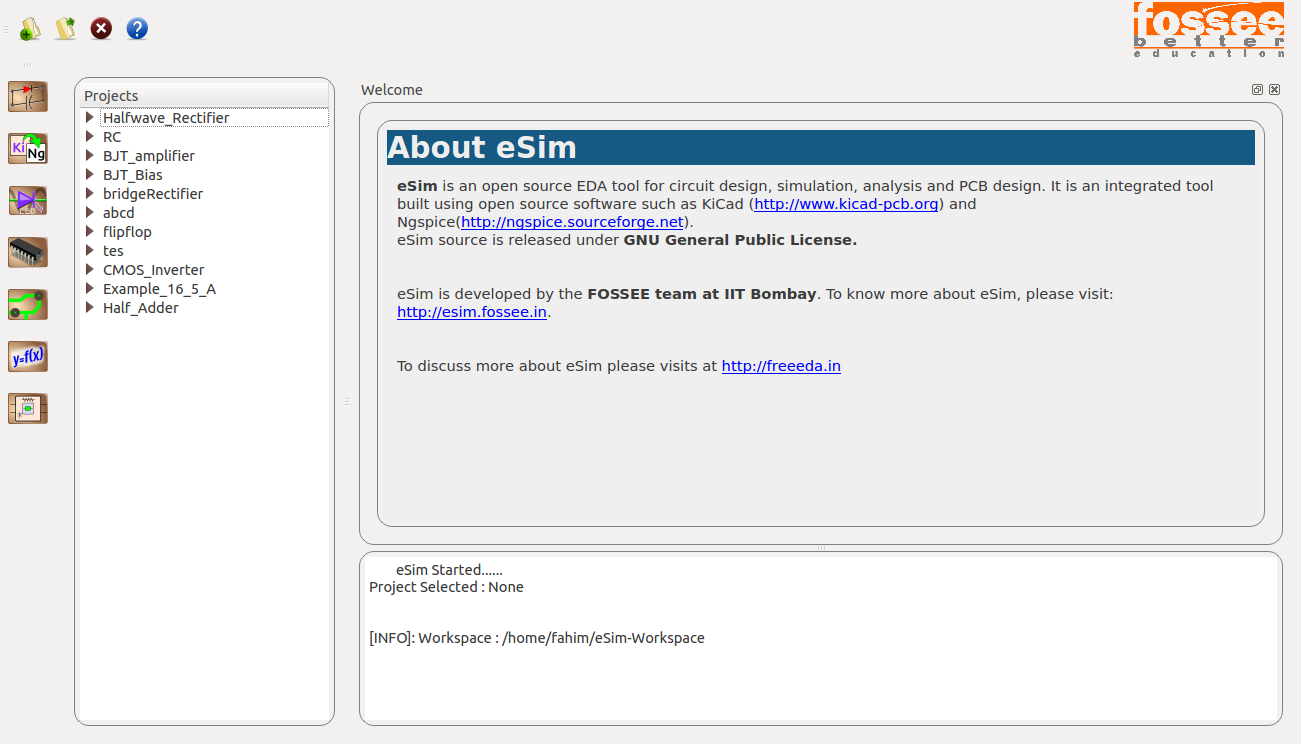 fossee
better
education
Projects
Welcome
Halfwave_Rectifier
RC
BJT_amplifier
BJT_Bias
bridgeRectifier
abcd
flipflop
tes
CMOS_Inverter
Example_16_5_A
Half_Adder
Ki
Ng
LED
y=f(x)
About eSim
eSim is an open source EDA tool for circuit design, simulation, analysis and PCB design. It is an integrated tool
built using open source software such as KiCad (http://www.kicad-pcb.org) and
Ngspice(http://ngspice.sourceforge.net).
eSim source is released under GNU General Public License.
eSim is developed by the FOSSEE team at IIT Bombay. To know more about eSim, please visit:
http://esim.fossee.in.
To discuss more about eSim please visits at http://freeeda.in
eSim Started......
Project Selected : None
[INFO]: Workspace : /home/fahim/eSim-Workspace